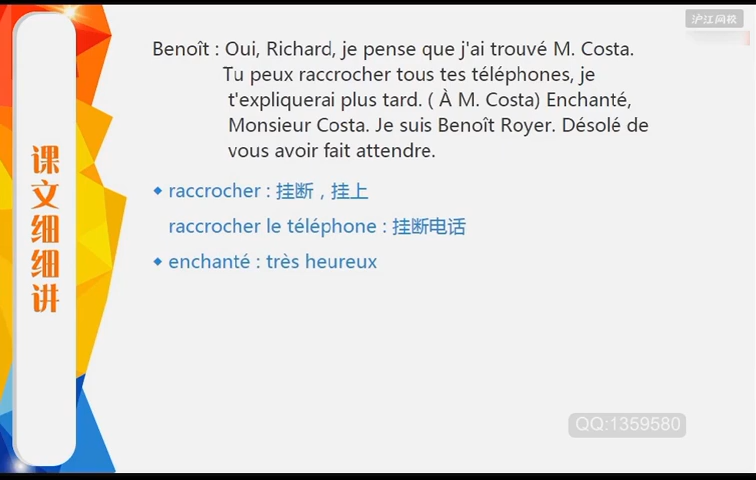 沪江网校
Benoît : Oui, Richard, je pense que j'ai trouvé M. Costa.
Tu peux raccrocher tous tes téléphones, je
t'expliquerai plus tard. ( À M. Costa) Enchanté,
Monsieur Costa. Je suis Benoît Royer. Désolé de
vous avoir fait attendre.
课文细细讲
◆ raccrocher : 挂断，挂上
raccrocher le téléphone : 挂断电话
◆ enchanté : très heureux
QQ:1359580